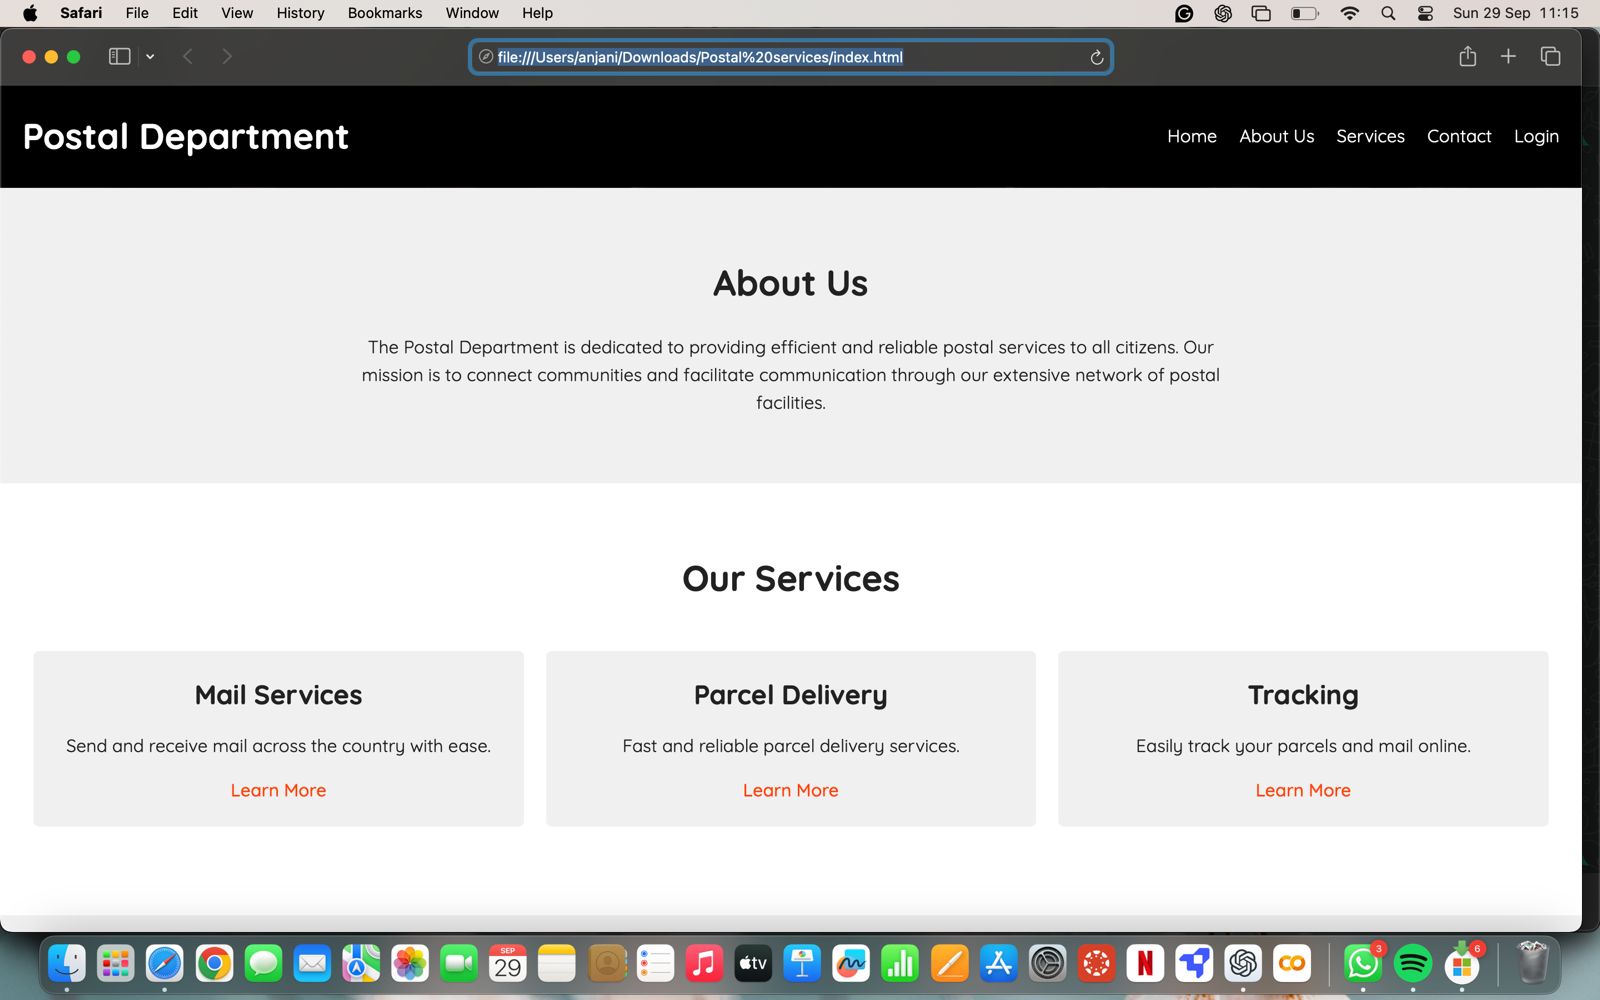 Safari File Edit View History Bookmarks Window Help Sun 29 Sep 11:15
file:///Users/anjani/Downloads/Postal%20services/index.html
Postal Department
Home About Us Services Contact Login
About Us
The Postal Department is dedicated to providing efficient and reliable postal services to all citizens. Our
mission is to connect communities and facilitate communication through our extensive network of postal
facilities.
Our Services
Mail Services
Send and receive mail across the country with ease.
Learn More
Parcel Delivery
Fast and reliable parcel delivery services.
Learn More
Tracking
Easily track your parcels and mail online.
Learn More
SEP
29
tv
N
CO
3
6